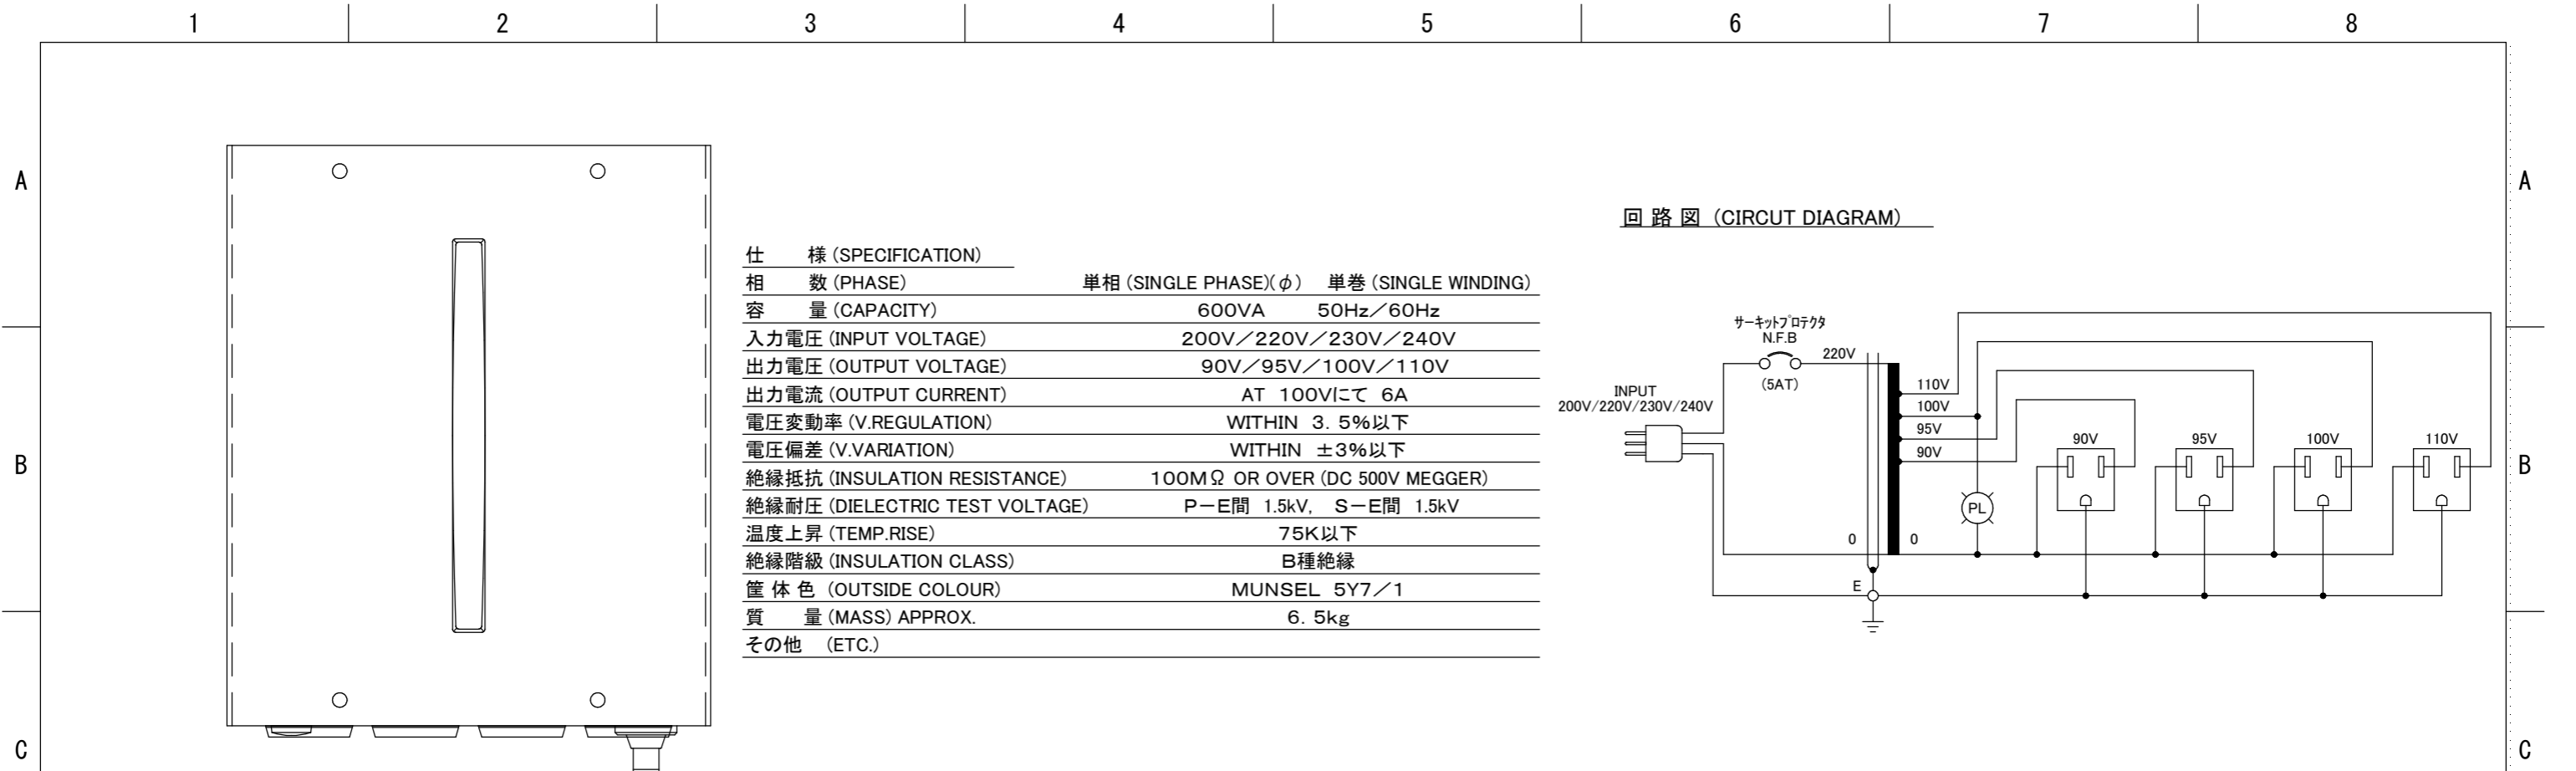 1 2 3 4 5 6 7 8
A A
回路図 (CIRCUT DIAGRAM)
仕 様 (SPECIFICATION)
相 数 (PHASE) 単相 (SINGLE PHASE)(φ) 単巻 (SINGLE WINDING)
容 量 (CAPACITY) 600VA 50Hz/60Hz
入力電圧 (INPUT VOLTAGE) 200V/220V/230V/240V
出力電圧 (OUTPUT VOLTAGE) 90V/95V/100V/110V
出力電流 (OUTPUT CURRENT) AT 100Vにて 6A
電圧変動率 (V.REGULATION) WITHIN 3.5%以下
電圧偏差 (V.VARIATION) WITHIN ±3%以下
絶縁抵抗 (INSULATION RESISTANCE) 100MΩ OR OVER (DC 500V MEGGER)
絶縁耐圧 (DIELECTRIC TEST VOLTAGE) P-E間 1.5kV, S-E間 1.5kV
温度上昇 (TEMP.RISE) 75K以下
絶縁階級 (INSULATION CLASS) B種絶縁
筐体色 (OUTSIDE COLOUR) MUNSEL 5Y7/1
質 量 (MASS) APPROX. 6.5kg
その他 (ETC.)
サーキットプロテクタ
N.F.B
(5AT)
220V
INPUT
200V/220V/230V/240V
110V
100V
95V
90V
90V 95V 100V 110V
PL
0 0
E
B B
C C